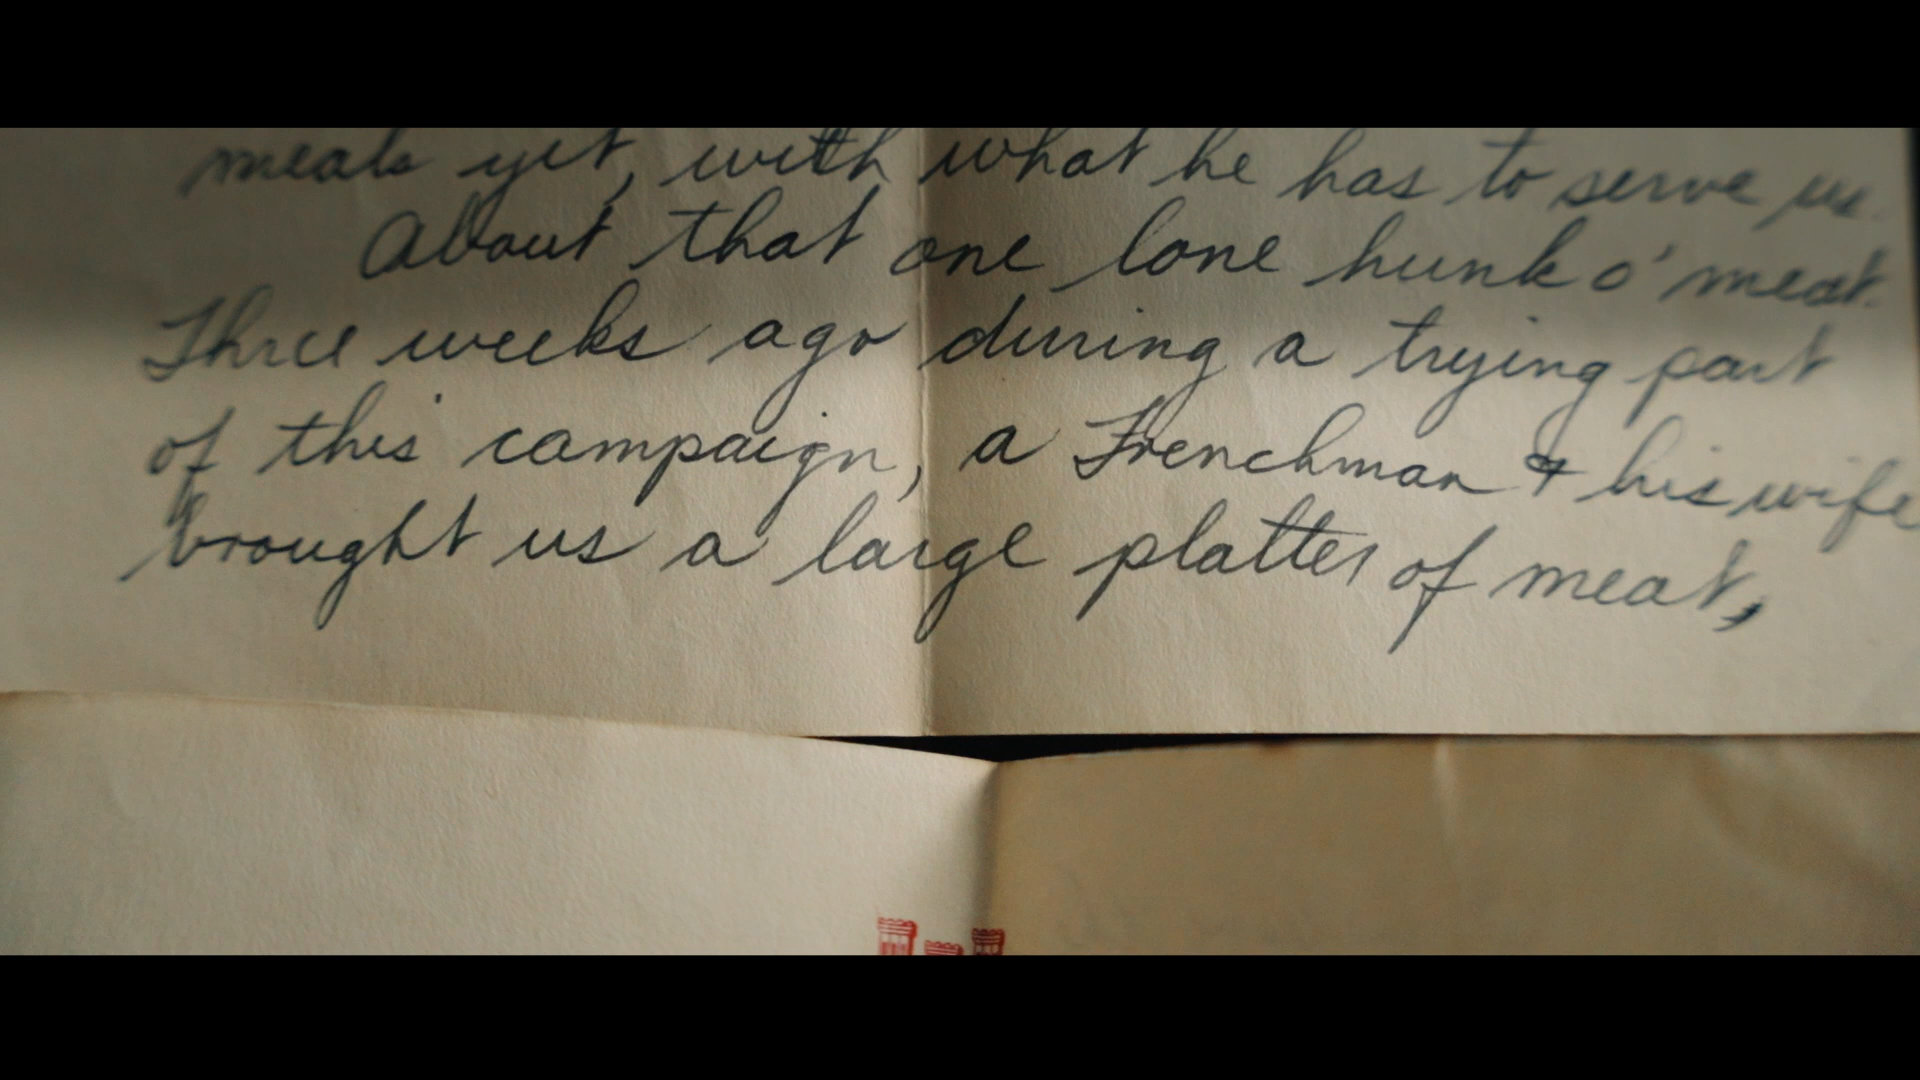 meals yet, with what he has to serve us.
About that one lone hunk o' meat.
Three weeks ago during a trying part
of this campaign, a Frenchman & his wife
brought us a large platter of meat,